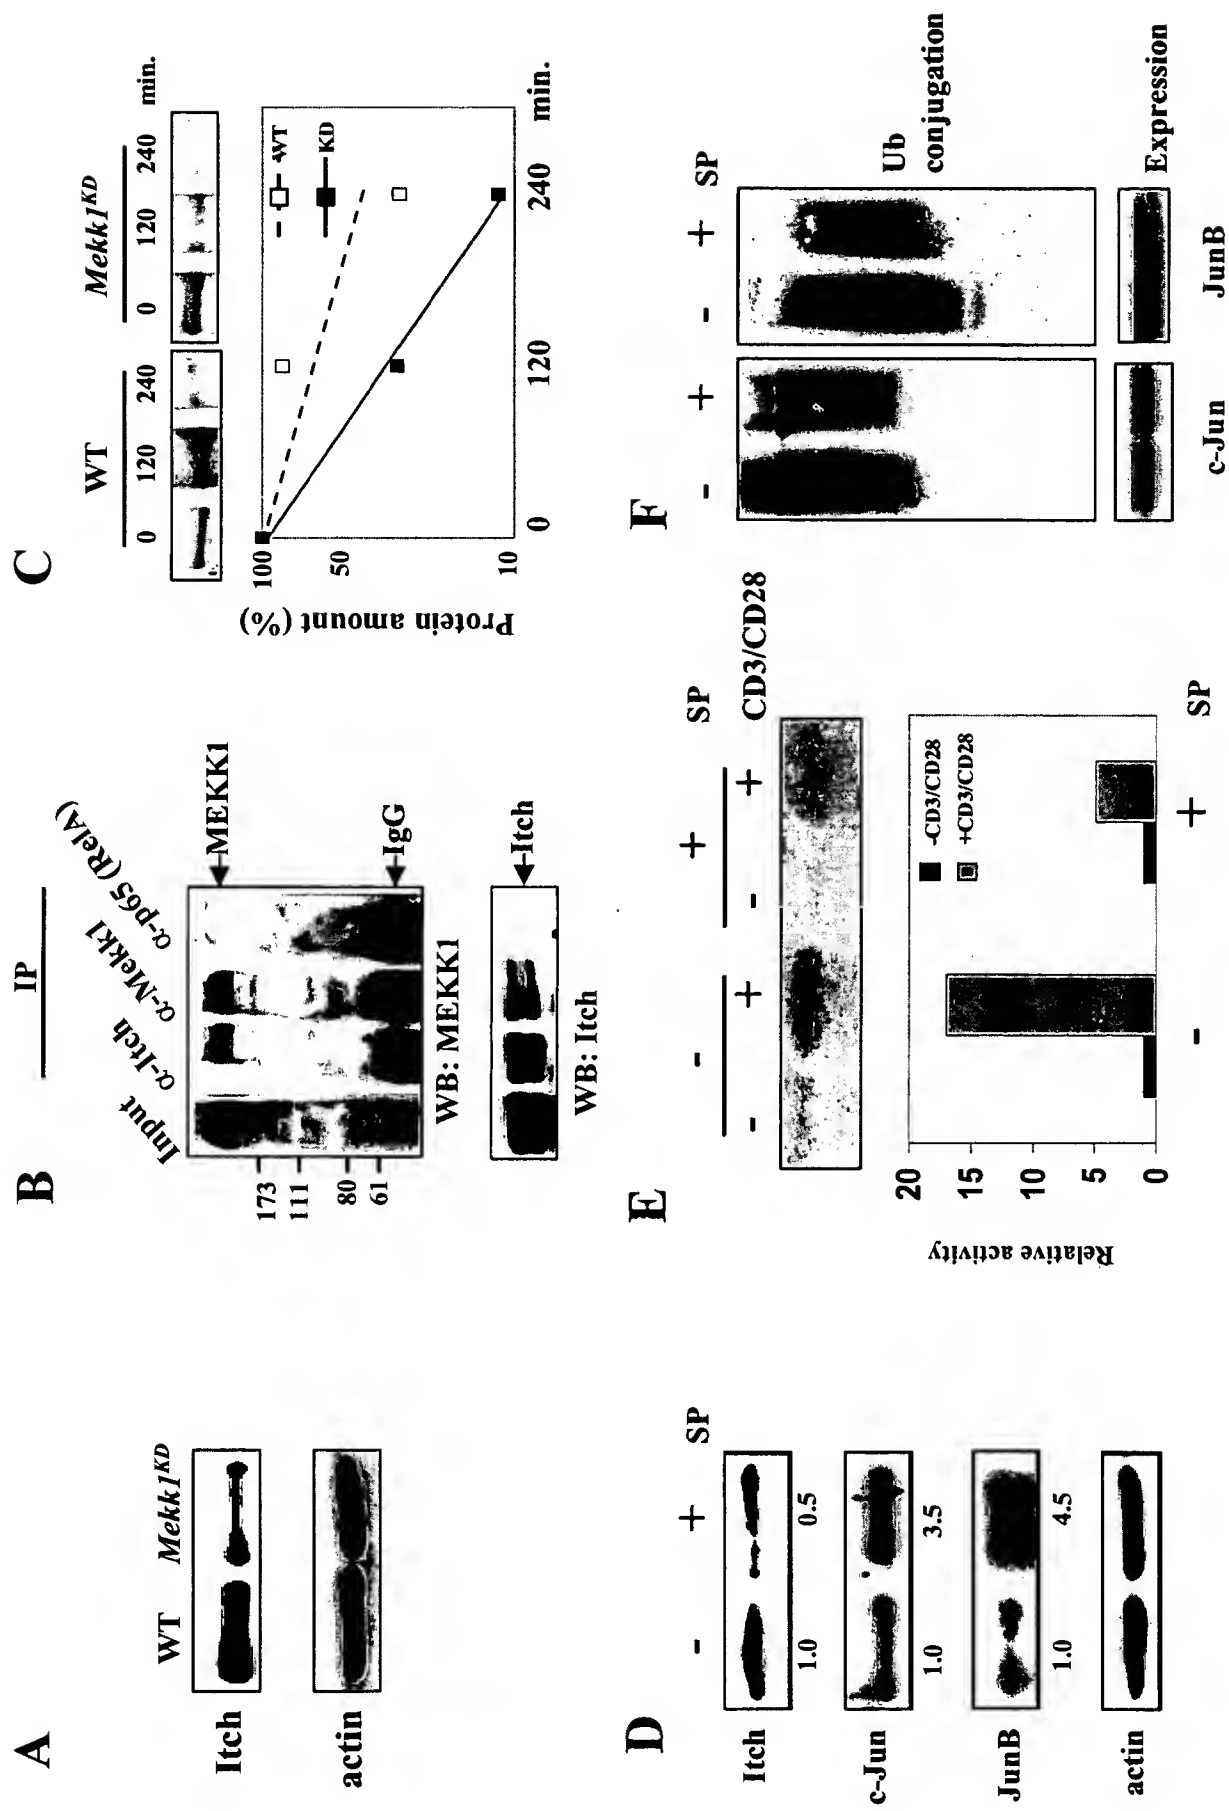 A
WT Mekk1KD
Itch
actin
B
IP
Input α-Itch α-Mekk1 α-p65 (RelA)
173
111
80
61
MEKK1
IgG
WB: MEKK1
Itch
WB: Itch
C
WT Mekk1KD
0 120 240 0 120 240 min.
Protein amount (%)
100
50
10
WT
KD
0 120 240 min.
D
- + SP
Itch
1.0 0.5
c-Jun
1.0 3.5
JunB
1.0 4.5
actin
E
- + SP
- + - + CD3/CD28
Relative activity
20
15
10
5
0
-CD3/CD28
+CD3/CD28
- + SP
F
- + - + SP
Ub
conjugation
Expression
c-Jun JunB